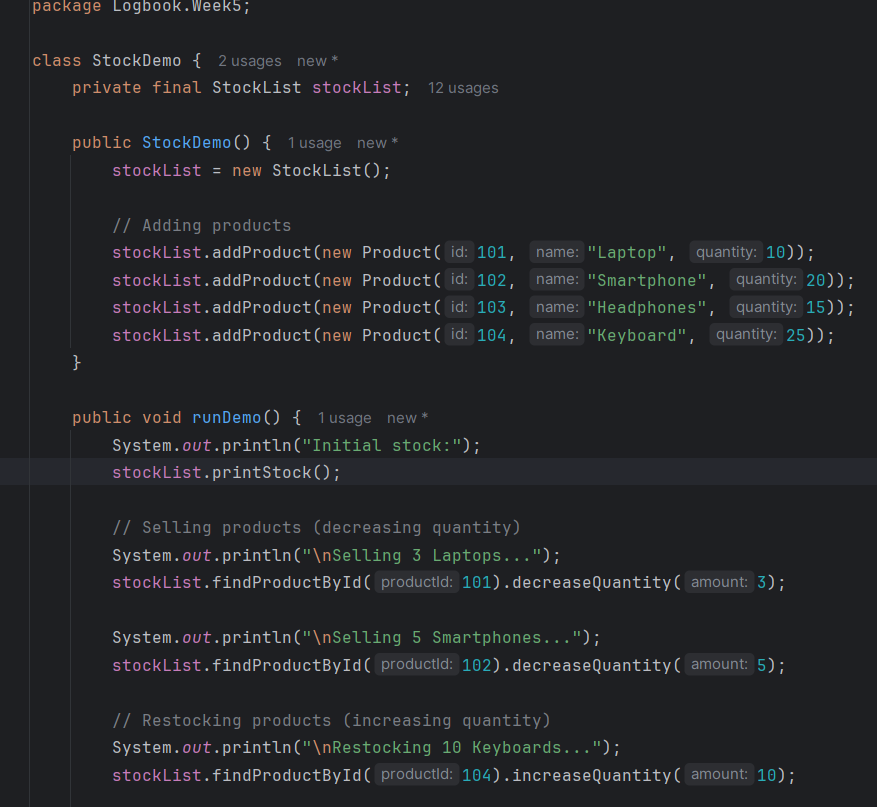 package Logbook.Week5;
class StockDemo { 2 usages new *
private final StockList stockList; 12 usages
public StockDemo() { 1 usage new *
stockList = new StockList();
// Adding products
stockList.addProduct(new Product( id: 101, name: "Laptop", quantity: 10));
stockList.addProduct(new Product( id: 102, name: "Smartphone", quantity: 20));
stockList.addProduct(new Product( id: 103, name: "Headphones", quantity: 15));
stockList.addProduct(new Product( id: 104, name: "Keyboard", quantity: 25));
}
public void runDemo() { 1 usage new *
System.out.println("Initial stock:");
stockList.printStock();
// Selling products (decreasing quantity)
System.out.println("\nSelling 3 Laptops...");
stockList.findProductById( productId: 101).decreaseQuantity( amount: 3);
System.out.println("\nSelling 5 Smartphones...");
stockList.findProductById( productId: 102).decreaseQuantity( amount: 5);
// Restocking products (increasing quantity)
System.out.println("\nRestocking 10 Keyboards...");
stockList.findProductById( productId: 104).increaseQuantity( amount: 10);